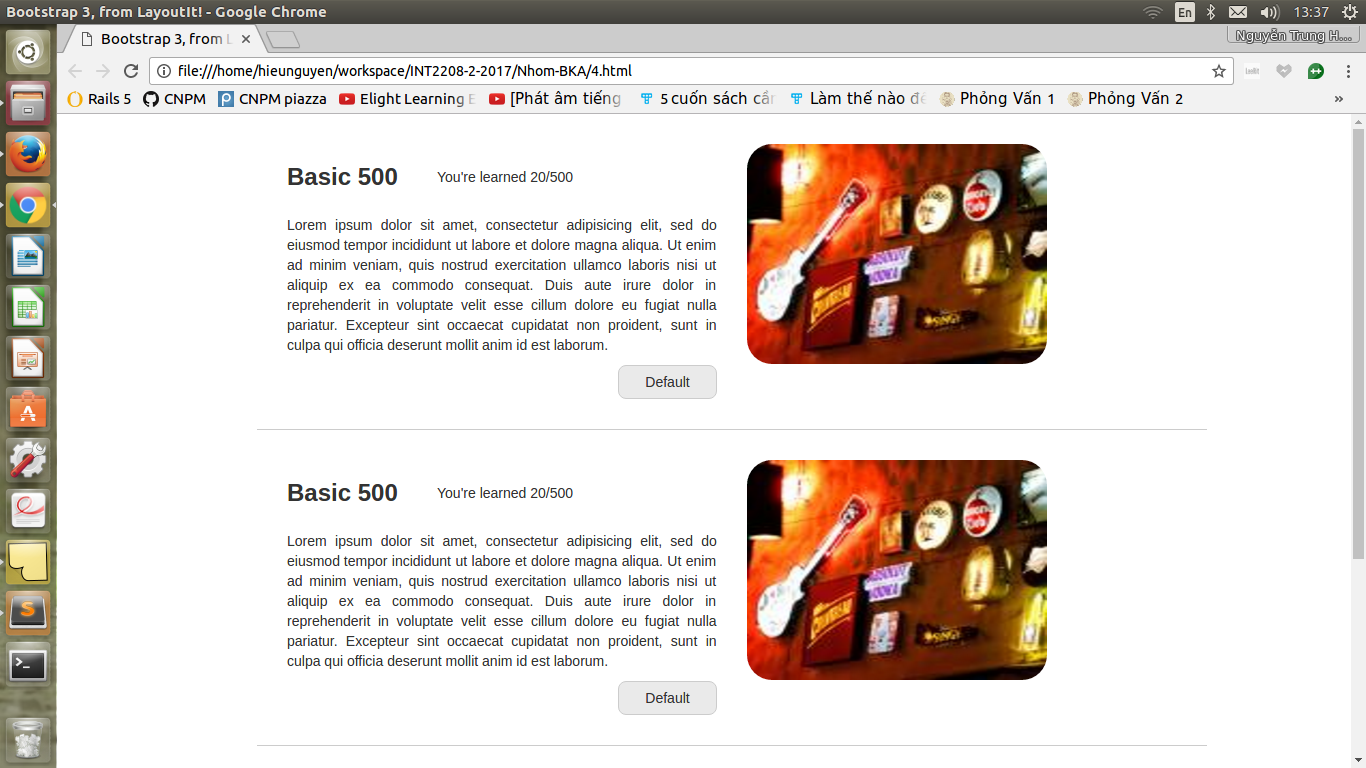 Bootstrap 3, from LayoutIt! - Google Chrome
En
13:37
Bootstrap 3, from L
Nguyễn Trung H...
file:///home/hieunguyen/workspace/INT2208-2-2017/Nhom-BKA/4.html
Rails 5
CNPM
CNPM piazza
Elight Learning E
[Phát âm tiếng
5 cuốn sách cần
Làm thế nào để
Phỏng Vấn 1
Phỏng Vấn 2
»
Basic 500
You're learned 20/500
Lorem ipsum dolor sit amet, consectetur adipisicing elit, sed do
eiusmod tempor incididunt ut labore et dolore magna aliqua. Ut enim
ad minim veniam, quis nostrud exercitation ullamco laboris nisi ut
aliquip ex ea commodo consequat. Duis aute irure dolor in
reprehenderit in voluptate velit esse cillum dolore eu fugiat nulla
pariatur. Excepteur sint occaecat cupidatat non proident, sunt in
culpa qui officia deserunt mollit anim id est laborum.
Default
Basic 500
You're learned 20/500
Lorem ipsum dolor sit amet, consectetur adipisicing elit, sed do
eiusmod tempor incididunt ut labore et dolore magna aliqua. Ut enim
ad minim veniam, quis nostrud exercitation ullamco laboris nisi ut
aliquip ex ea commodo consequat. Duis aute irure dolor in
reprehenderit in voluptate velit esse cillum dolore eu fugiat nulla
pariatur. Excepteur sint occaecat cupidatat non proident, sunt in
culpa qui officia deserunt mollit anim id est laborum.
Default